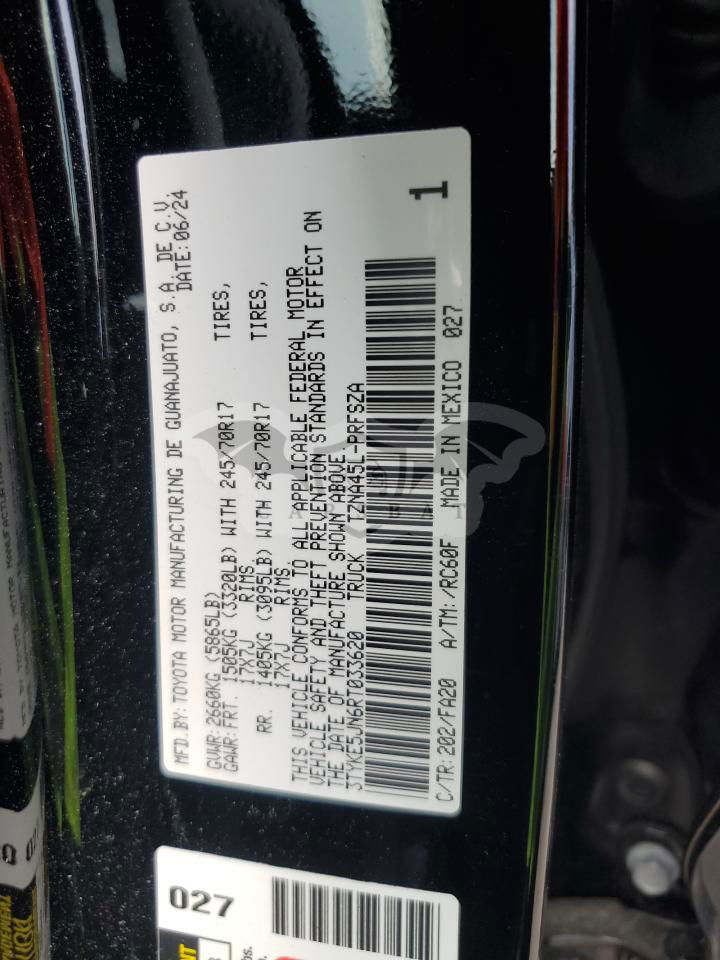 MFD.BY: TOYOTA MOTOR MANUFACTURING DE GUANAJUATO, S.A. DE C.V.
DATE: 06/24
GVWR: 2660KG (5865LB)
GAWR: FRT. 1505KG (3320LB) WITH 245/70R17 TIRES,
17X7J RIMS
RR. 1405KG (3095LB) WITH 245/70R17 TIRES,
17X7J RIMS.
THIS VEHICLE CONFORMS TO ALL APPLICABLE FEDERAL MOTOR
VEHICLE SAFETY AND THEFT PREVENTION STANDARDS IN EFFECT ON
THE DATE OF MANUFACTURE SHOWN ABOVE.
3TYKE5JN6RT033620 TRUCK TZNA45L-PRFSZA
C/TR: 202/FA20 A/TM: /RC60F MADE IN MEXICO 027
1
027